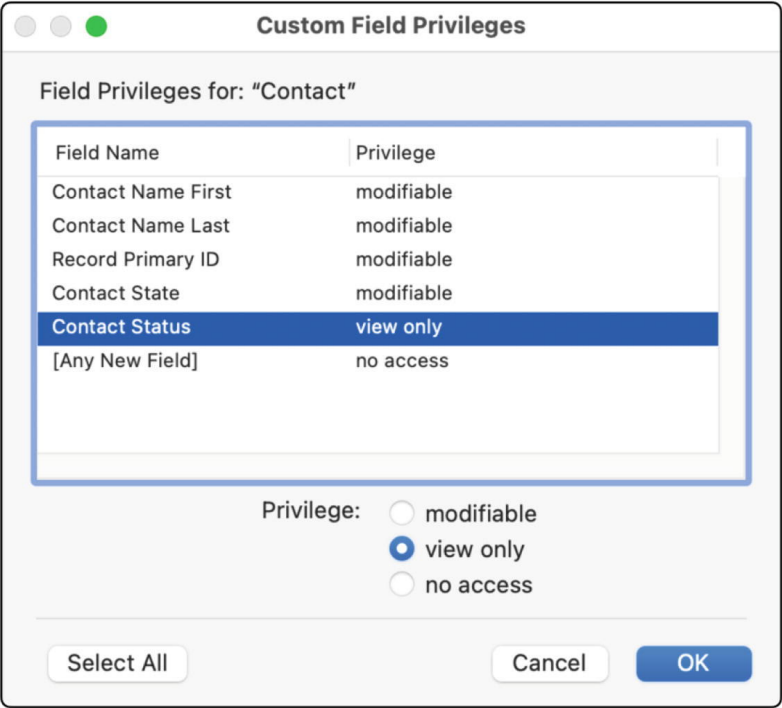 Custom Field Privileges
Field Privileges for: “Contact”
Field Name Privilege
Contact Name First modifiable
Contact Name Last modifiable
Record Primary ID modifiable
Contact State modifiable
Contact Status view only
[Any New Field] no access
Privilege: modifiable
view only
no access
Select All Cancel OK